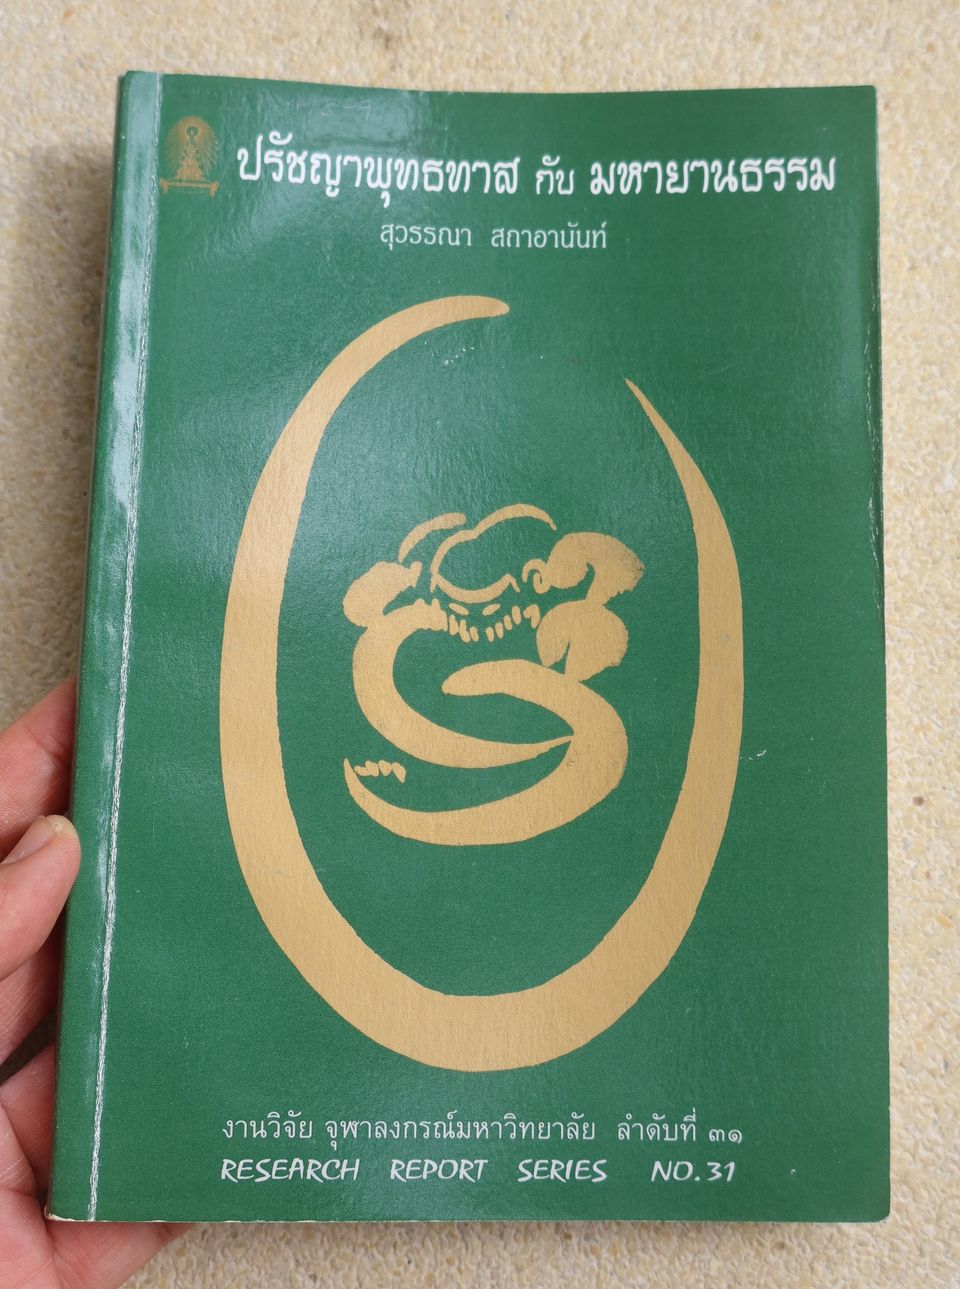 ปรัชญาพุทธทาส กับ มหายานธรรม
สุวรรณา สถาอานันท์
งานวิจัย จุฬาลงกรณ์มหาวิทยาลัย ลำดับที่ ๓๑
RESEARCH REPORT SERIES NO.31